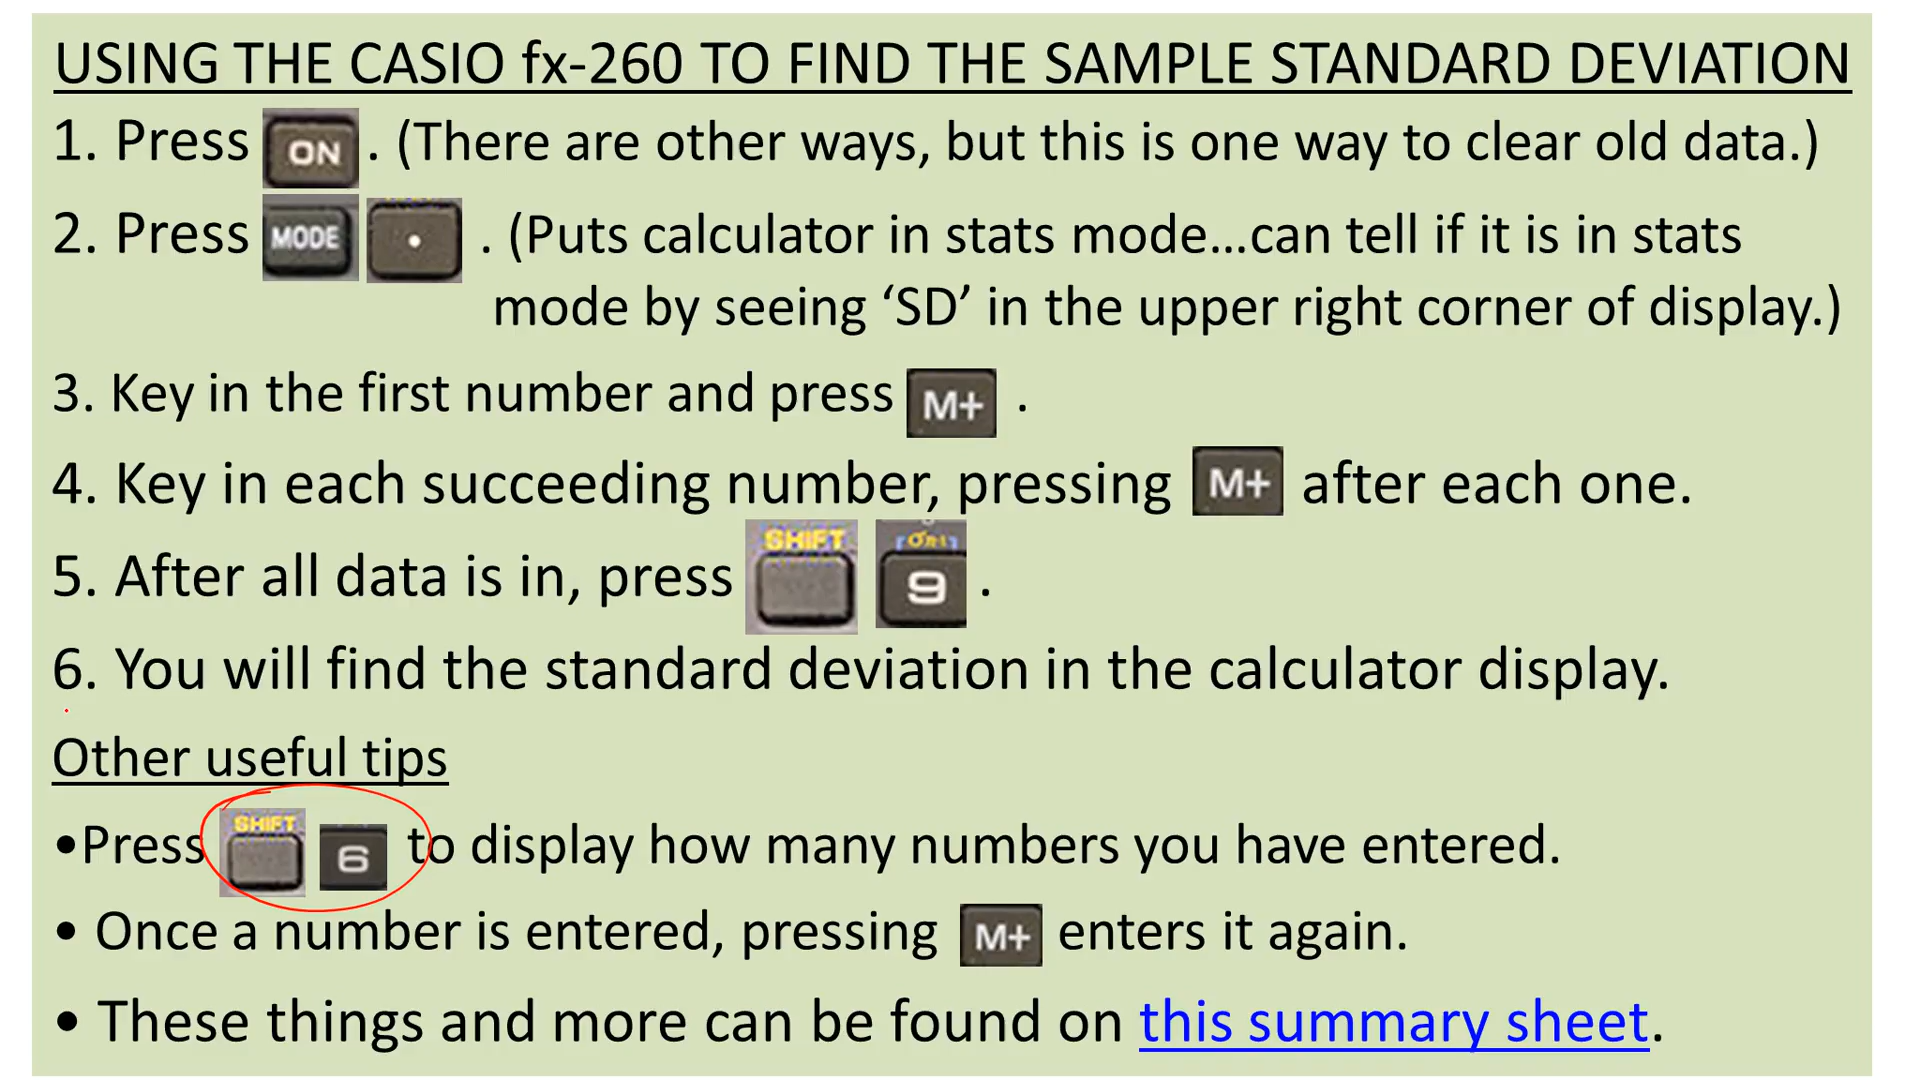 USING THE CASIO fx-260 TO FIND THE SAMPLE STANDARD DEVIATION
1. Press ON . (There are other ways, but this is one way to clear old data.)
2. Press MODE • . (Puts calculator in stats mode...can tell if it is in stats
mode by seeing ‘SD’ in the upper right corner of display.)
3. Key in the first number and press M+ .
4. Key in each succeeding number, pressing M+ after each one.
5. After all data is in, press SHIFT 9 .
6. You will find the standard deviation in the calculator display.
Other useful tips
•Press SHIFT 6 to display how many numbers you have entered.
• Once a number is entered, pressing M+ enters it again.
• These things and more can be found on this summary sheet.